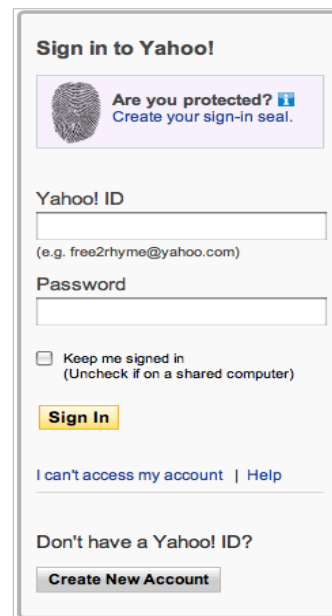 Sign in to Yahoo!
Are you protected?
Create your sign-in seal.
Yahoo! ID
(e.g. free2rhyme@yahoo.com)
Password
Keep me signed in
(Uncheck if on a shared computer)
Sign In
I can't access my account | Help
Don't have a Yahoo! ID?
Create New Account